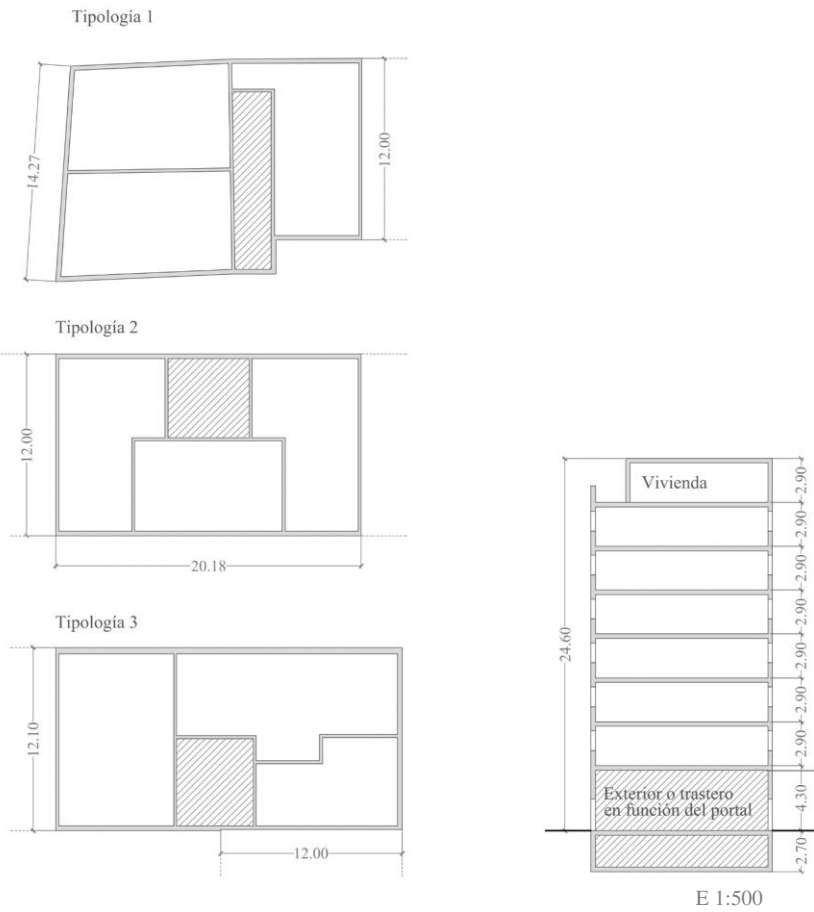 Tipología 1
14.27
12.00
Tipología 2
12.00
20.18
Tipología 3
12.10
12.00
Vivienda
24.60
2.90
2.90
2.90
2.90
2.90
2.90
2.90
Exterior o trastero
en función del portal
4.30
2.70
E 1:500